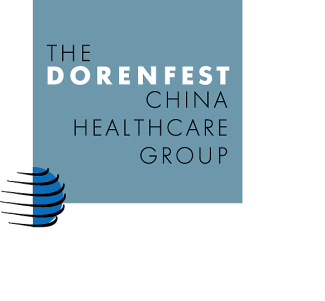 THE
DORENFEST
CHINA
HEALTHCARE
GROUP